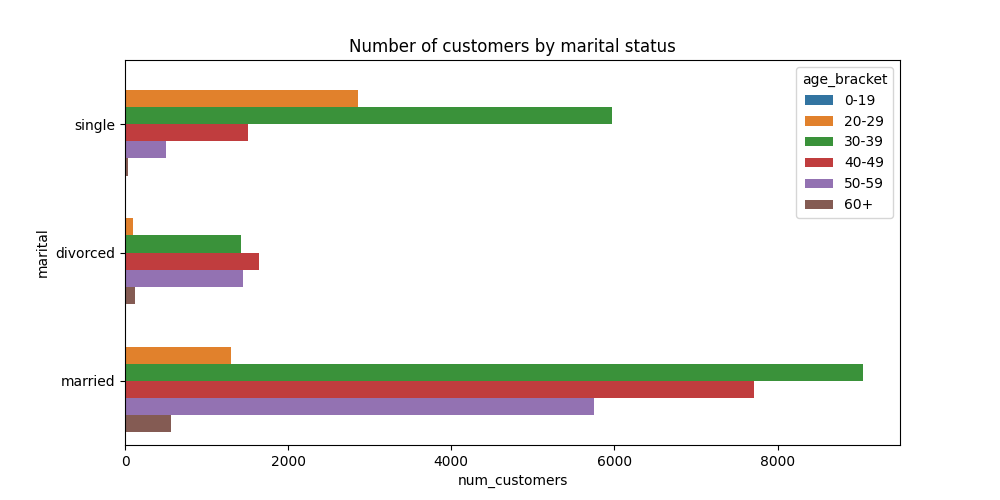 Number of customers by marital status
age_bracket
0-19
20-29
30-39
40-49
50-59
60+
marital
single
divorced
married
0
2000
4000
6000
8000
num_customers